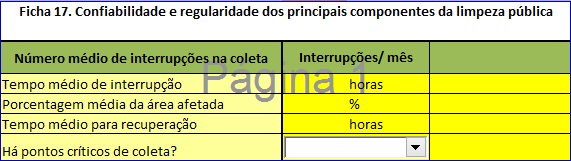 Ficha 17. Confiabilidade e regularidade dos principais componentes da limpeza pública
Número médio de interrupções na coleta Interrupções/ mês
Tempo médio de interrupção horas
Porcentagem média da área afetada %
Tempo médio para recuperação horas
Há pontos críticos de coleta?
Página 1